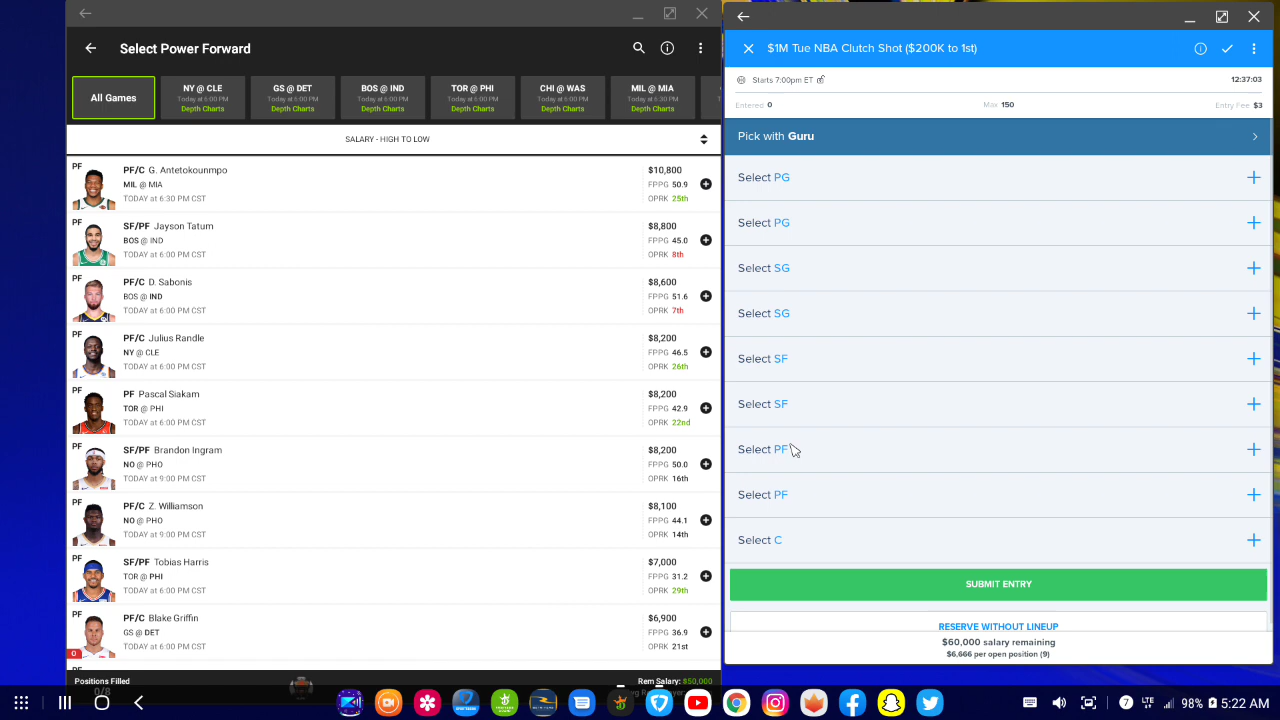 Select Power Forward
All Games
NY @ CLE
Today at 6:00 PM
Depth Charts
GS @ DET
Today at 6:00 PM
Depth Charts
BOS @ IND
Today at 6:00 PM
Depth Charts
TOR @ PHI
Today at 6:00 PM
Depth Charts
CHI @ WAS
Today at 6:00 PM
Depth Charts
MIL @ MIA
Today at 6:30 PM
Depth Charts
SALARY - HIGH TO LOW
PF
PF/C G. Antetokounmpo $10,800
MIL @ MIA FPPG 50.9
TODAY at 6:30 PM CST OPRK 25th
PF
SF/PF Jayson Tatum $8,800
BOS @ IND FPPG 45.0
TODAY at 6:00 PM CST OPRK 8th
PF
PF/C D. Sabonis $8,600
BOS @ IND FPPG 51.6
TODAY at 6:00 PM CST OPRK 7th
PF
PF/C Julius Randle $8,200
NY @ CLE FPPG 46.5
TODAY at 6:00 PM CST OPRK 26th
PF
PF Pascal Siakam $8,200
TOR @ PHI FPPG 42.9
TODAY at 6:00 PM CST OPRK 22nd
PF
SF/PF Brandon Ingram $8,200
NO @ PHO FPPG 50.0
TODAY at 9:00 PM CST OPRK 16th
PF
PF/C Z. Williamson $8,100
NO @ PHO FPPG 44.1
TODAY at 9:00 PM CST OPRK 14th
PF
SF/PF Tobias Harris $7,000
TOR @ PHI FPPG 31.2
TODAY at 6:00 PM CST OPRK 29th
PF
PF/C Blake Griffin $6,900
GS @ DET FPPG 36.9
TODAY at 6:00 PM CST OPRK 21st
O
Positions Filled Rem Salary: $50,000
0/8
$1M Tue NBA Clutch Shot ($200K to 1st)
Starts 7:00pm ET 12:37:03
Entered 0 Max 150 Entry Fee $3
Pick with Guru
Select PG
Select PG
Select SG
Select SG
Select SF
Select SF
Select PF
Select PF
Select C
SUBMIT ENTRY
RESERVE WITHOUT LINEUP
$60,000 salary remaining
$6,666 per open position (9)
7 LTE 98% 5:22 AM